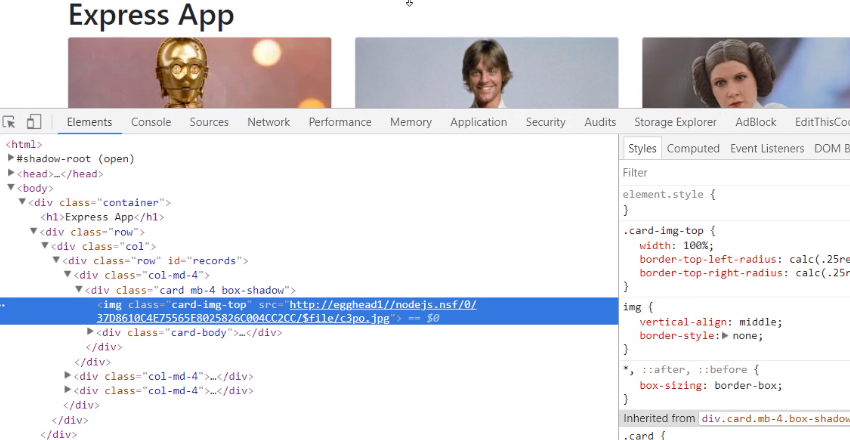 Express App
Elements Console Sources Network Performance Memory Application Security Audits Storage Explorer AdBlock EditThisCoo
<html>
▶#shadow-root (open)
▶<head>…</head>
▼<body>
▼<div class="container">
<h1>Express App</h1>
▼<div class="row">
▼<div class="col">
▼<div class="row" id="records">
▼<div class="col-md-4">
▼<div class="card mb-4 box-shadow">
<img class="card-img-top" src="http://egghead1//nodejs.nsf/0/
37D8610C4E75565E8025826C004CC2CC/$file/c3po.jpg"> == $0
▶<div class="card-body">…</div>
</div>
</div>
▶<div class="col-md-4">…</div>
▶<div class="col-md-4">…</div>
</div>
</div>
</div>
Styles Computed Event Listeners DOM B
Filter
element.style {
}
.card-img-top {
width: 100%;
border-top-left-radius: calc(.25re
border-top-right-radius: calc(.25
}
img {
vertical-align: middle;
border-style:▶ none;
}
*, ::after, ::before {
box-sizing: border-box;
}
Inherited from div.card.mb-4.box-shadow
.card {